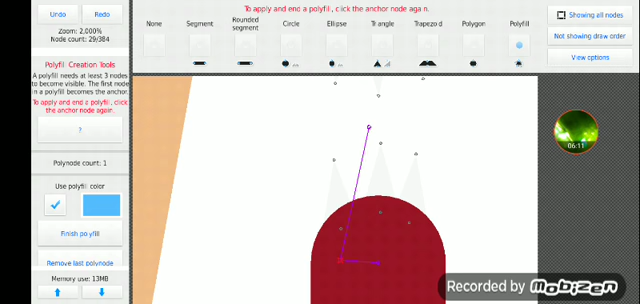 To apply and end a polyfill, click the anchor node again.
Undo Redo
Zoom: 2,000%
Node count: 29/384
None Segment Rounded segment Circle Ellipse Triangle Trapezoid Polygon Polyfill
Showing all nodes
Not showing draw order
View options
Polyfill Creation Tools
A polyfill needs at least 3 nodes
to become visible. The first node
in a polyfill becomes the anchor.
To apply and end a polyfill, click
the anchor node again.
?
Polynode count: 1
Use polyfill color
Finish polyfill
Remove last polynode
Memory use: 13MB
06:11
Recorded by Mobizen